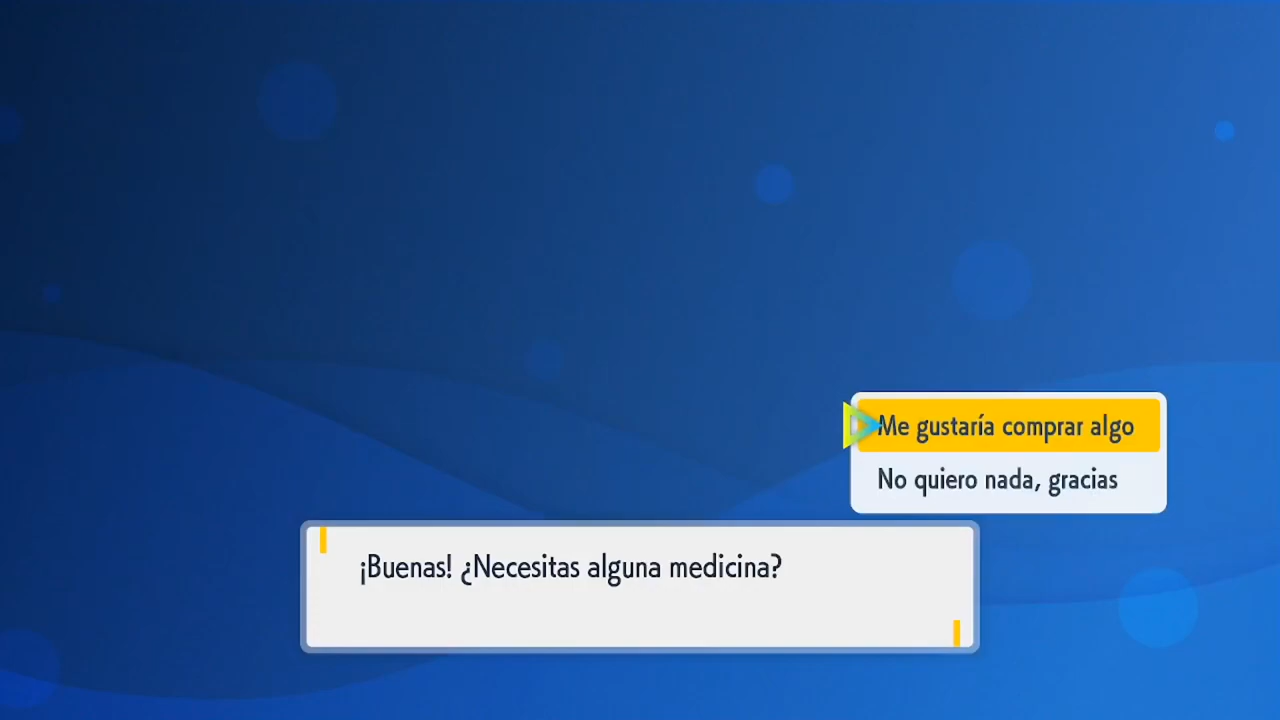 Me gustaría comprar algo
No quiero nada, gracias
¡Buenas! ¿Necesitas alguna medicina?